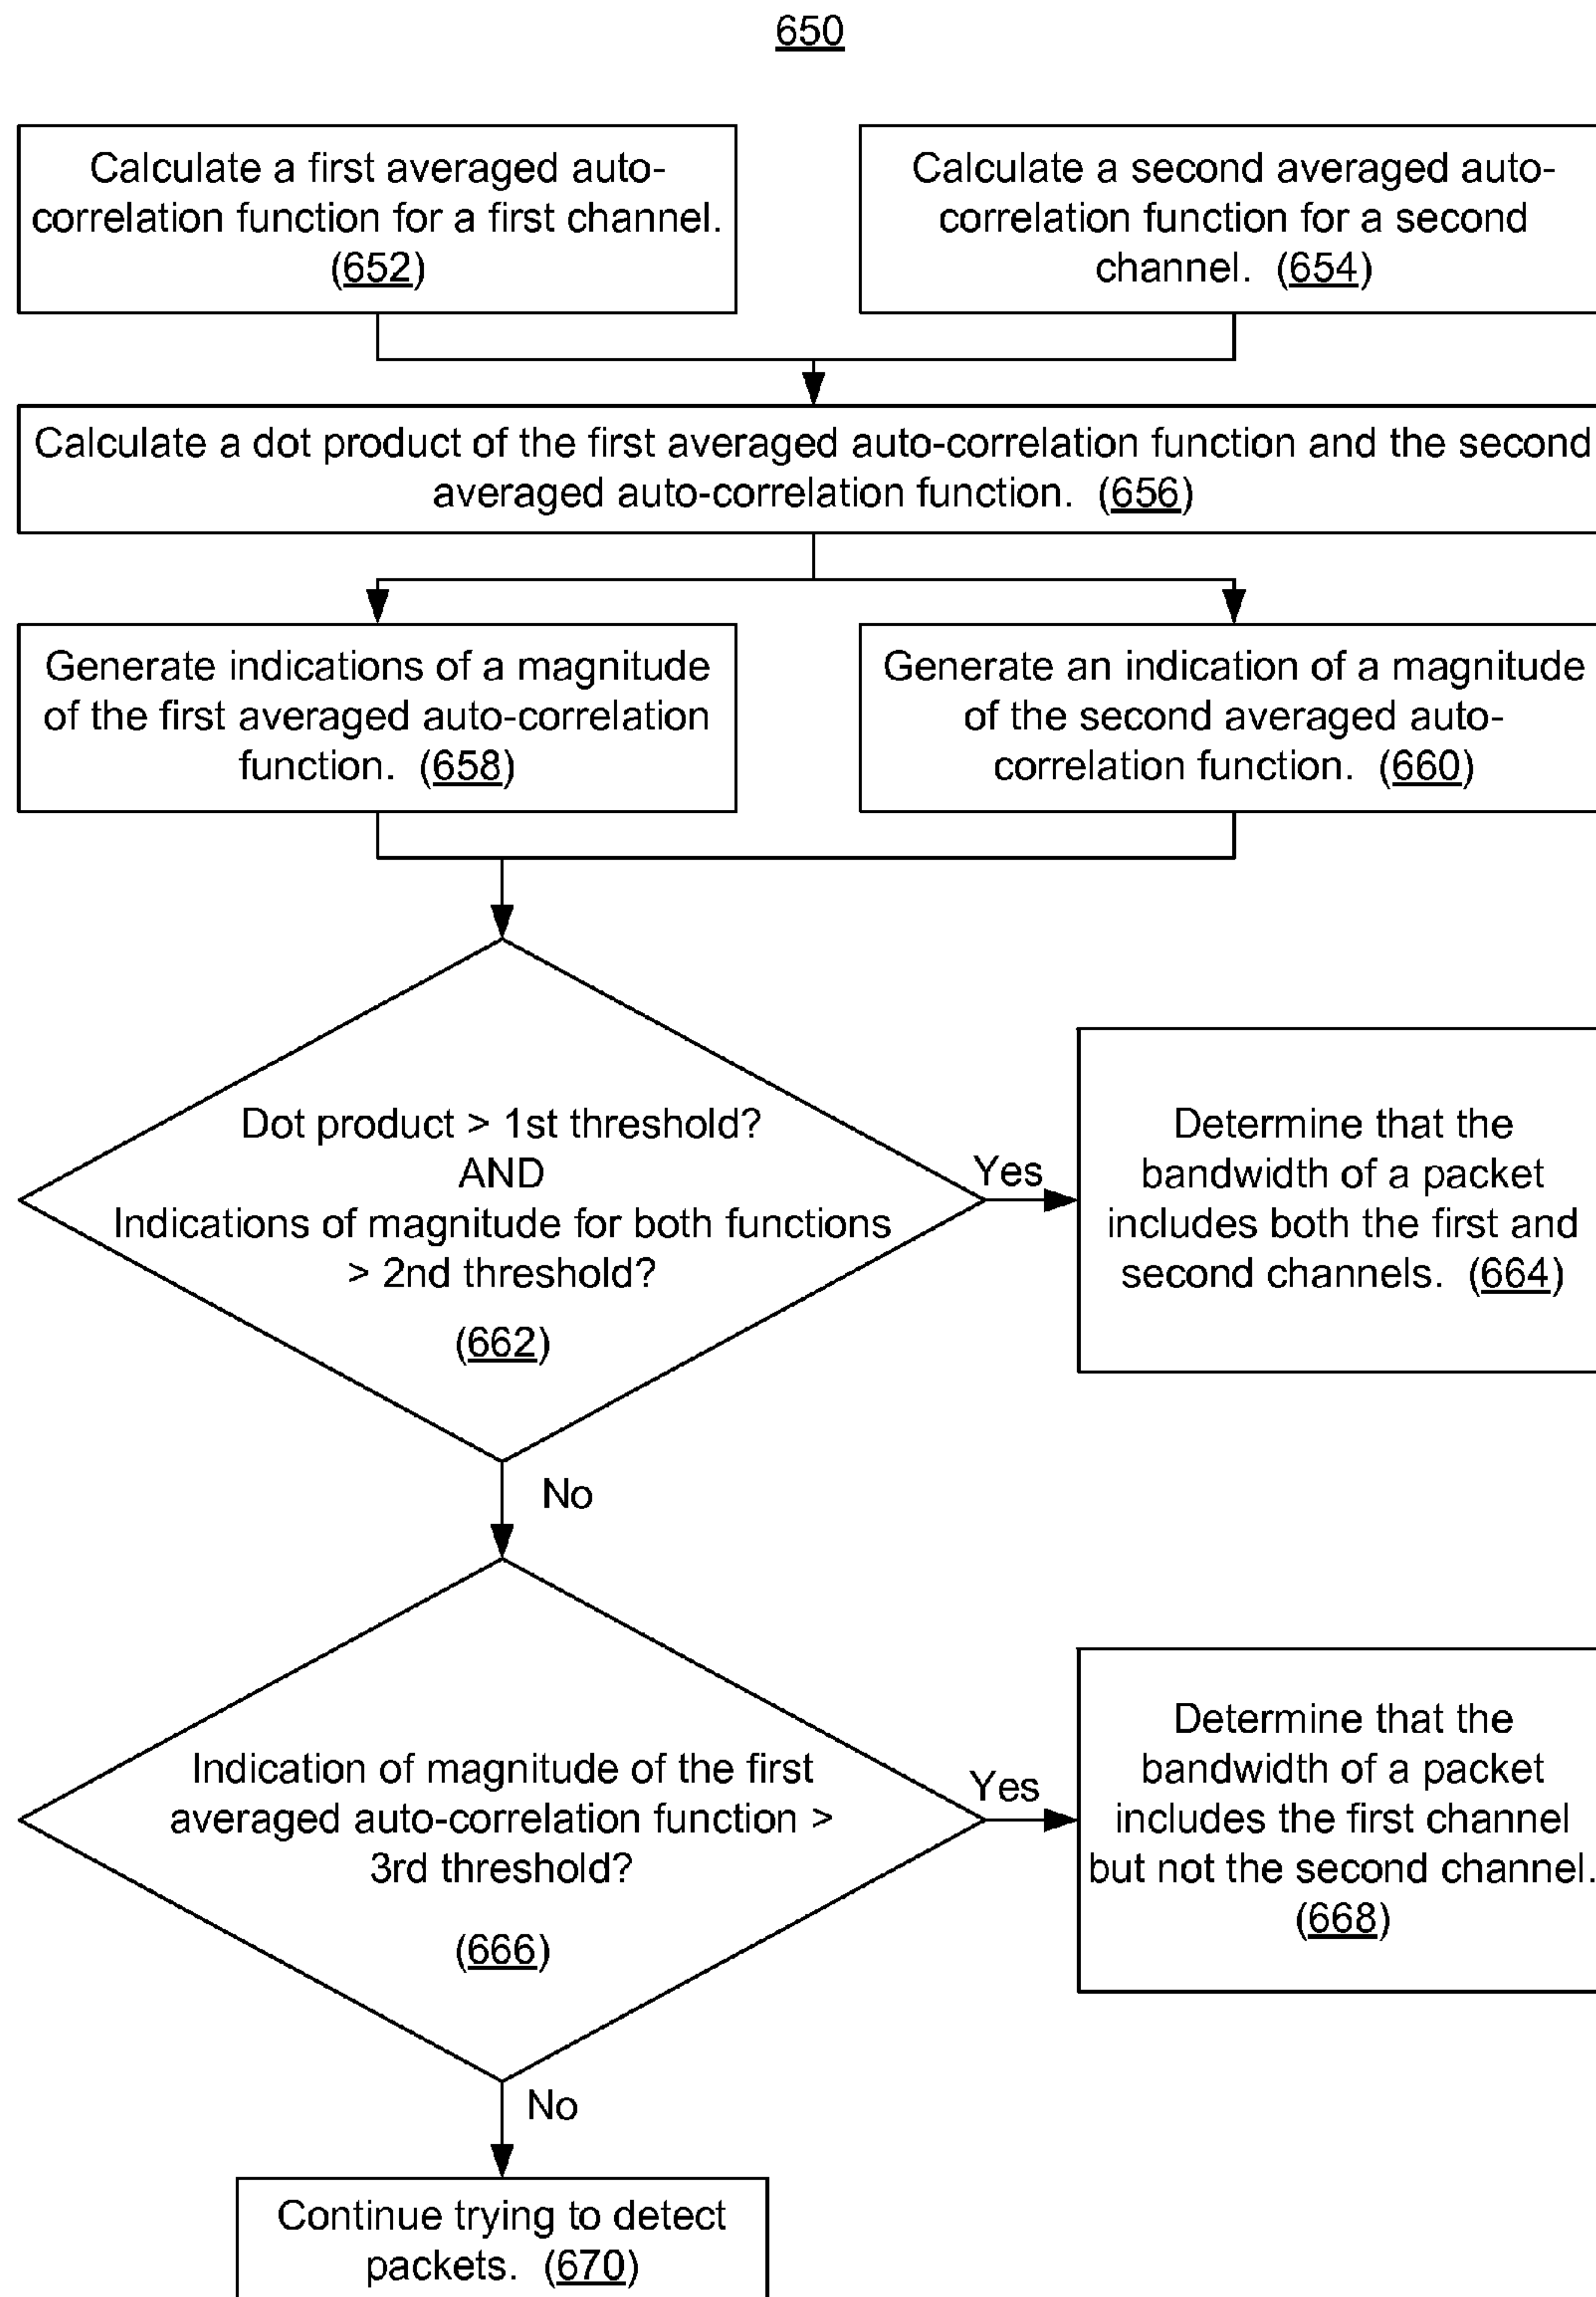 650
Calculate a first averaged auto-
correlation function for a first channel.
(652)
Calculate a second averaged auto-
correlation function for a second
channel. (654)
Calculate a dot product of the first averaged auto-correlation function and the second
averaged auto-correlation function. (656)
Generate indications of a magnitude
of the first averaged auto-correlation
function. (658)
Generate an indication of a magnitude
of the second averaged auto-
correlation function. (660)
Dot product > 1st threshold?
AND
Indications of magnitude for both functions
> 2nd threshold?
(662)
Yes
Determine that the
bandwidth of a packet
includes both the first and
second channels. (664)
No
Indication of magnitude of the first
averaged auto-correlation function >
3rd threshold?
(666)
Yes
Determine that the
bandwidth of a packet
includes the first channel
but not the second channel.
(668)
No
Continue trying to detect
packets. (670)